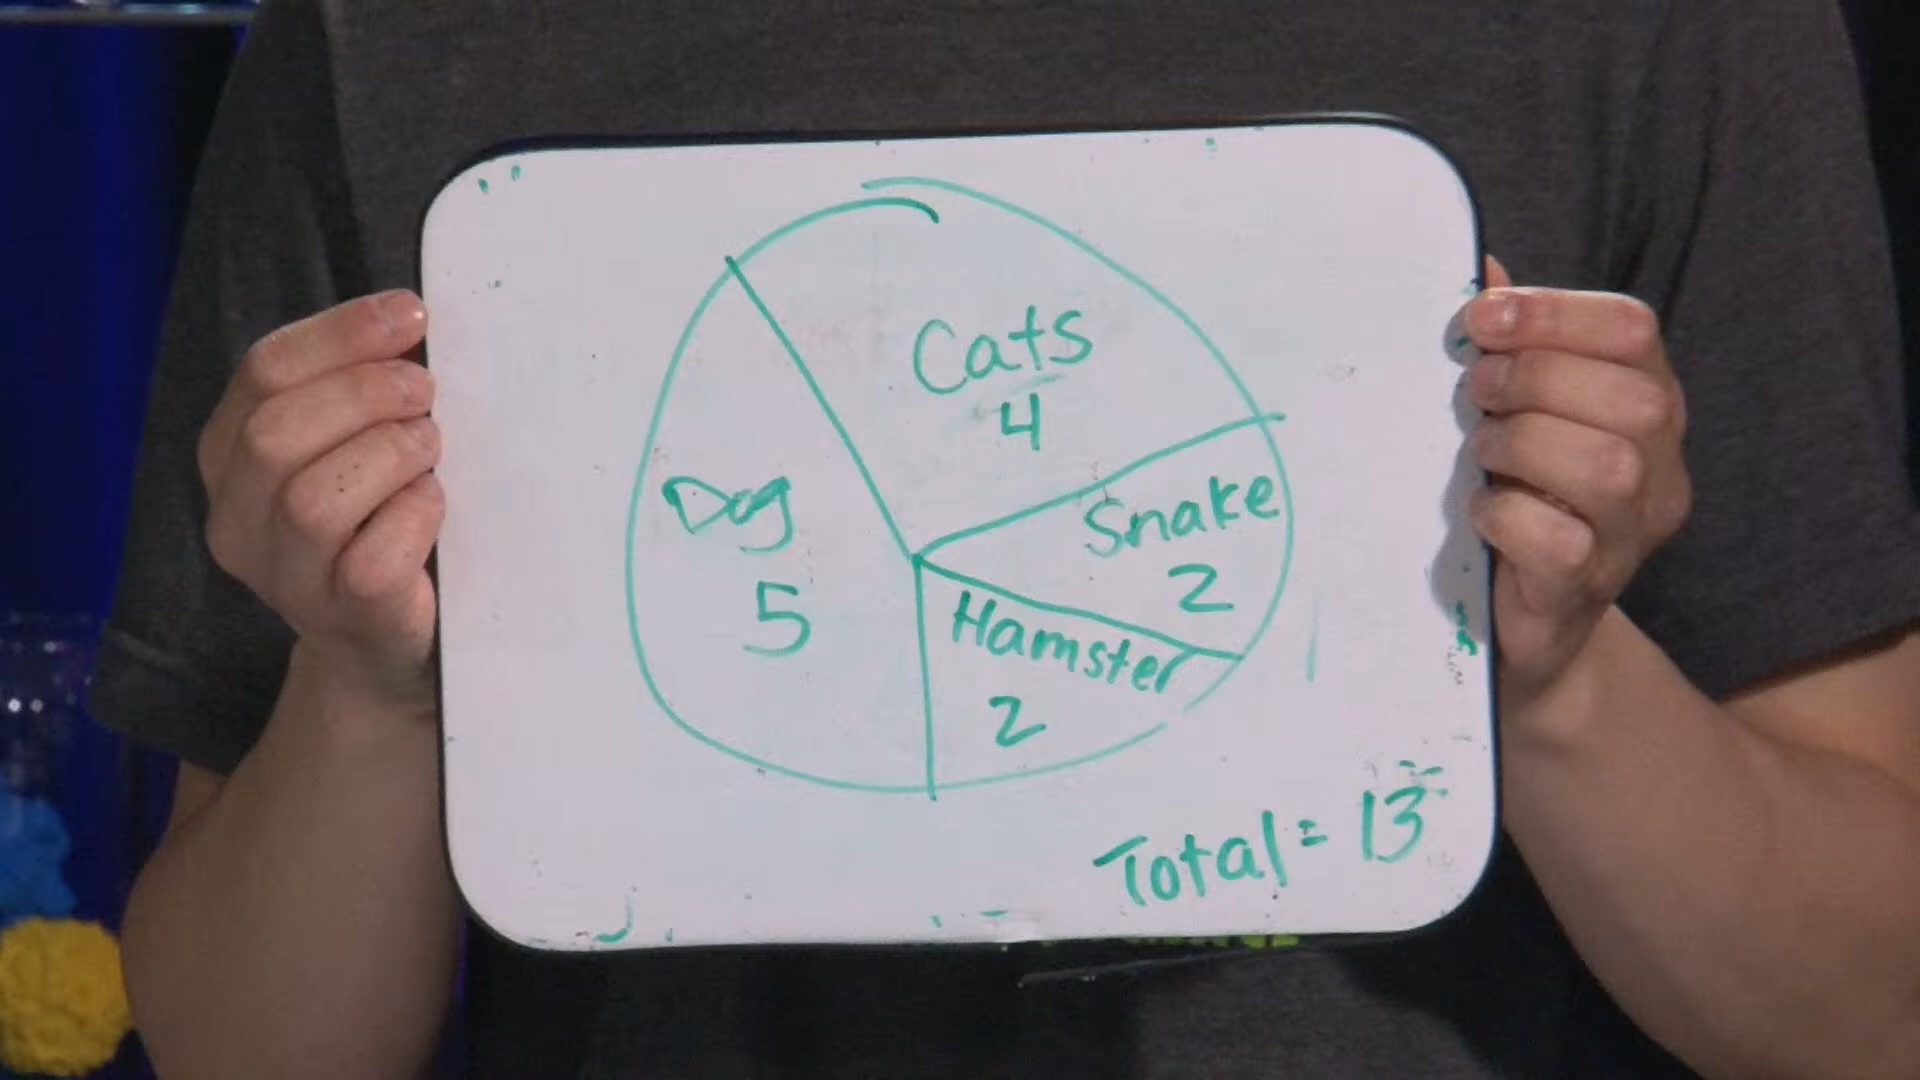 Cats
4
Dog
5
Snake
2
Hamster
2
Total = 13